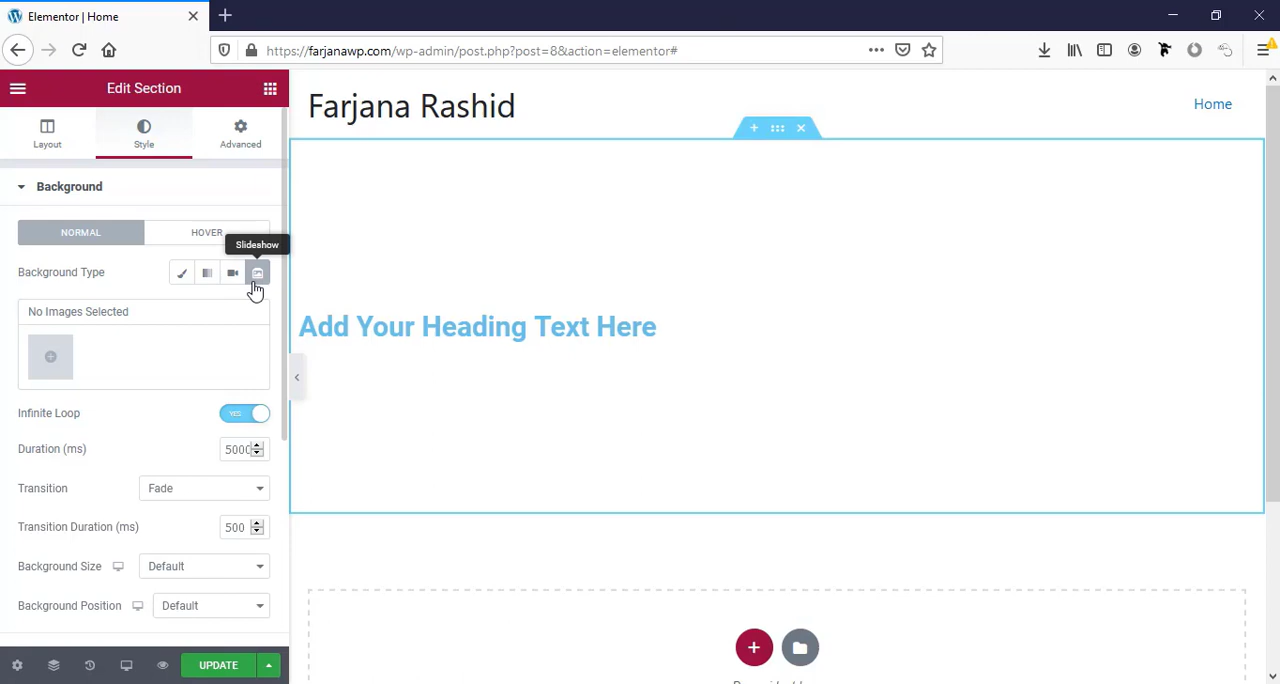 Elementor | Home
https://farjanawp.com/wp-admin/post.php?post=8&action=elementor#
Edit Section
Farjana Rashid
Home
Layout
Style
Advanced
Background
NORMAL
HOVER
Slideshow
Background Type
No Images Selected
Add Your Heading Text Here
Infinite Loop
YES
Duration (ms)
5000
Transition
Fade
Transition Duration (ms)
500
Background Size
Default
Background Position
Default
UPDATE